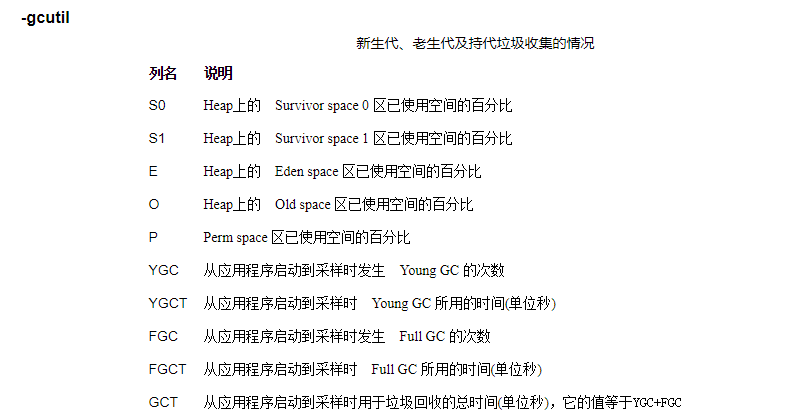 -gcutil
新生代、老生代及持代垃圾收集的情况
列名 说明
S0 Heap上的 Survivor space 0 区已使用空间的百分比
S1 Heap上的 Survivor space 1 区已使用空间的百分比
E Heap上的 Eden space 区已使用空间的百分比
O Heap上的 Old space 区已使用空间的百分比
P Perm space 区已使用空间的百分比
YGC 从应用程序启动到采样时发生 Young GC 的次数
YGCT 从应用程序启动到采样时 Young GC 所用的时间(单位秒)
FGC 从应用程序启动到采样时发生 Full GC 的次数
FGCT 从应用程序启动到采样时 Full GC 所用的时间(单位秒)
GCT 从应用程序启动到采样时用于垃圾回收的总时间(单位秒)，它的值等于YGC+FGC